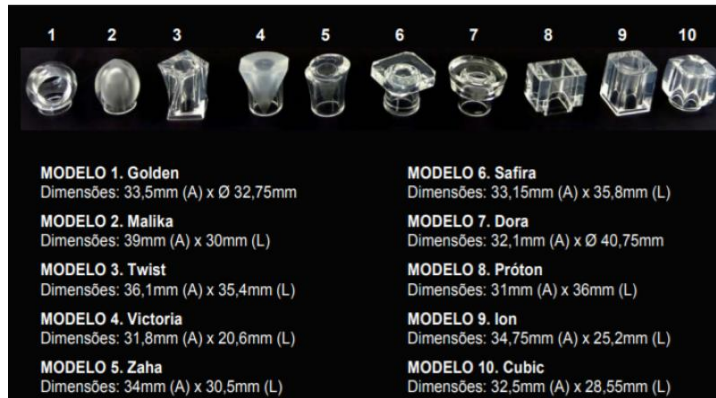 1 2 3 4 5 6 7 8 9 10
MODELO 1. Golden
Dimensões: 33,5mm (A) x Ø 32,75mm
MODELO 2. Malika
Dimensões: 39mm (A) x 30mm (L)
MODELO 3. Twist
Dimensões: 36,1mm (A) x 35,4mm (L)
MODELO 4. Victoria
Dimensões: 31,8mm (A) x 20,6mm (L)
MODELO 5. Zaha
Dimensões: 34mm (A) x 30,5mm (L)
MODELO 6. Safira
Dimensões: 33,15mm (A) x 35,8mm (L)
MODELO 7. Dora
Dimensões: 32,1mm (A) x Ø 40,75mm
MODELO 8. Próton
Dimensões: 31mm (A) x 36mm (L)
MODELO 9. Ion
Dimensões: 34,75mm (A) x 25,2mm (L)
MODELO 10. Cubic
Dimensões: 32,5mm (A) x 28,55mm (L)